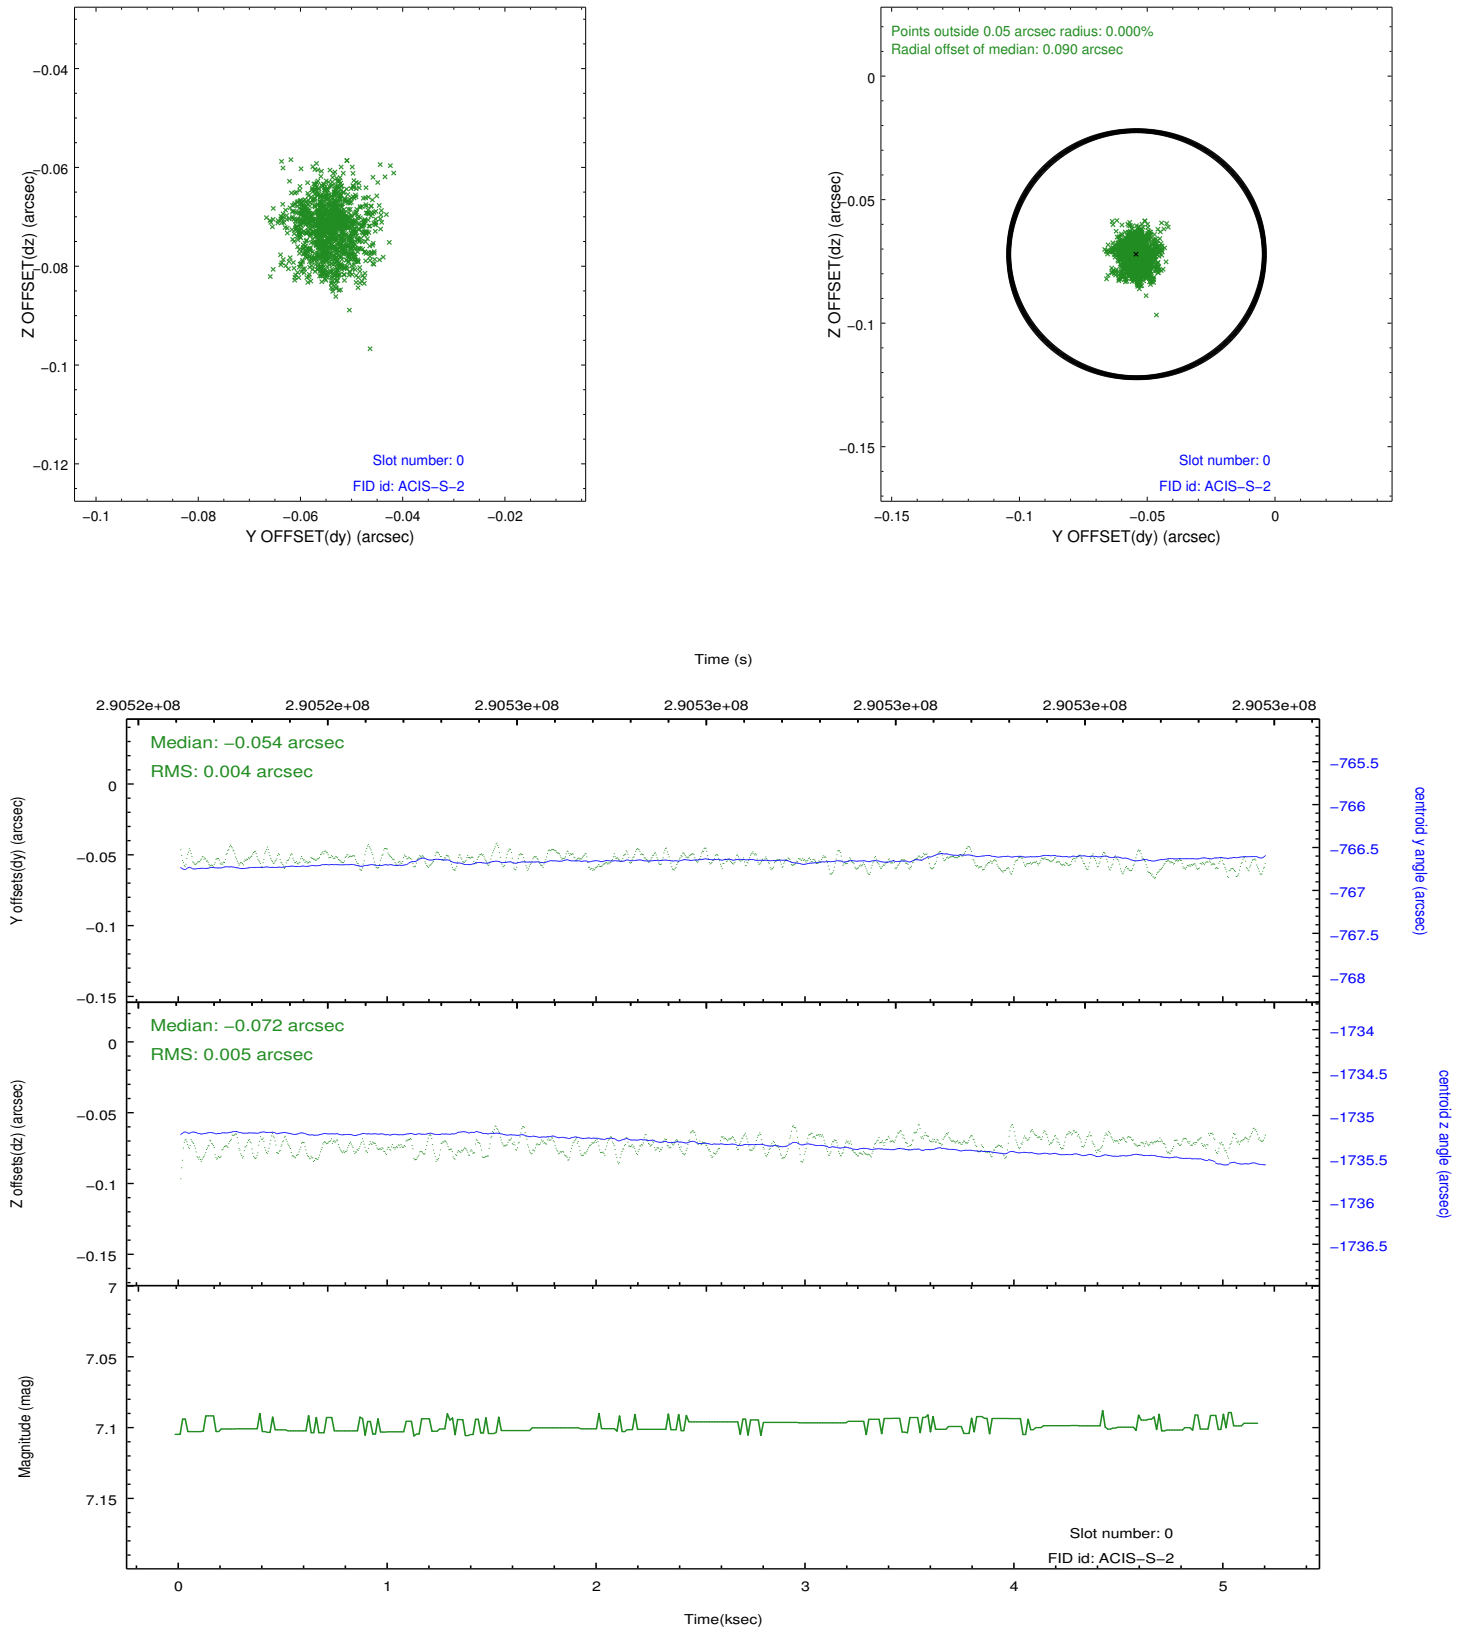 −0.04
−0.06
−0.08
−0.1
−0.12
Z OFFSET(dz) (arcsec)
Slot number: 0
FID id: ACIS−S−2
−0.1
−0.08
−0.06
−0.04
−0.02
Y OFFSET(dy) (arcsec)
Points outside 0.05 arcsec radius: 0.000%
Radial offset of median: 0.090 arcsec
0
−0.05
−0.1
−0.15
Z OFFSET(dz) (arcsec)
Slot number: 0
FID id: ACIS−S−2
−0.15
−0.1
−0.05
0
Y OFFSET(dy) (arcsec)
Time (s)
2.9052e+08
2.9052e+08
2.9053e+08
2.9053e+08
2.9053e+08
2.9053e+08
2.9053e+08
Median: −0.054 arcsec
RMS: 0.004 arcsec
0
−0.05
−0.1
−0.15
Y offsets(dy) (arcsec)
−765.5
−766
−766.5
−767
−767.5
−768
centroid y angle (arcsec)
Median: −0.072 arcsec
RMS: 0.005 arcsec
0
−0.05
−0.1
−0.15
Z offsets(dz) (arcsec)
−1734
−1734.5
−1735
−1735.5
−1736
−1736.5
centroid z angle (arcsec)
7
7.05
7.1
7.15
Magnitude (mag)
Slot number: 0
FID id: ACIS−S−2
0
1
2
3
4
5
Time(ksec)